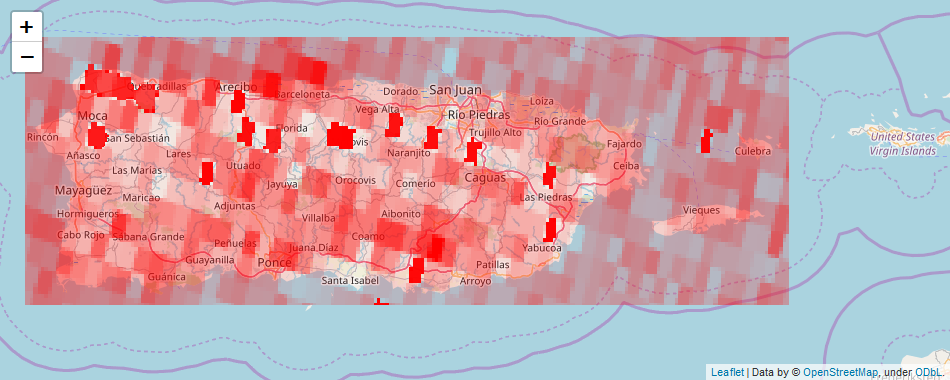 +
−
Quebradillas
Arecibo
Barceloneta
Dorado
San Juan
Loíza
Moca
Vega Alta
Río Piedras
Río Grande
Rincón
San Sebastián
Florida
Trujillo Alto
Fajardo
United States
Virgin Islands
Añasco
Lares
Naranjito
Culebra
Las Marías
Utuado
Ceiba
Mayagüez
Jayuya
Orocovis
Comerio
Caguas
Maricao
Adjuntas
Las Piedras
Hormigueros
Villalba
Aibonito
Vieques
Cabo Rojo
Sabana Grande
Peñuelas
Juana Díaz
Coamo
Yabucoa
Guayanilla
Ponce
Patillas
Guánica
Santa Isabel
Arroyo
Leaflet | Data by © OpenStreetMap, under ODbL.